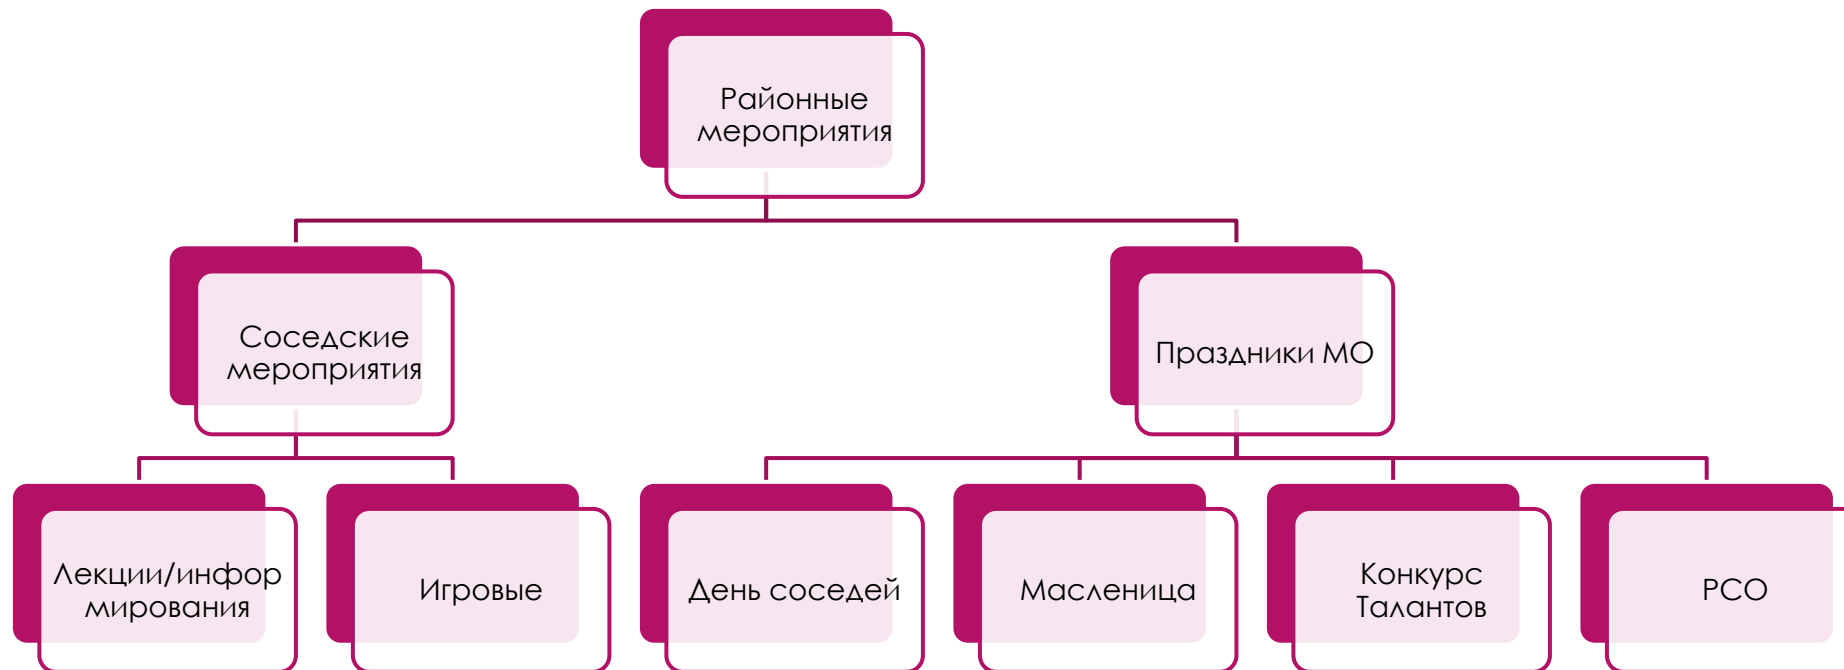 Районные
мероприятия
Соседские
мероприятия
Праздники МО
Лекции/инфор
мирования
Игровые
День соседей
Масленица
Конкурс
Талантов
РСО